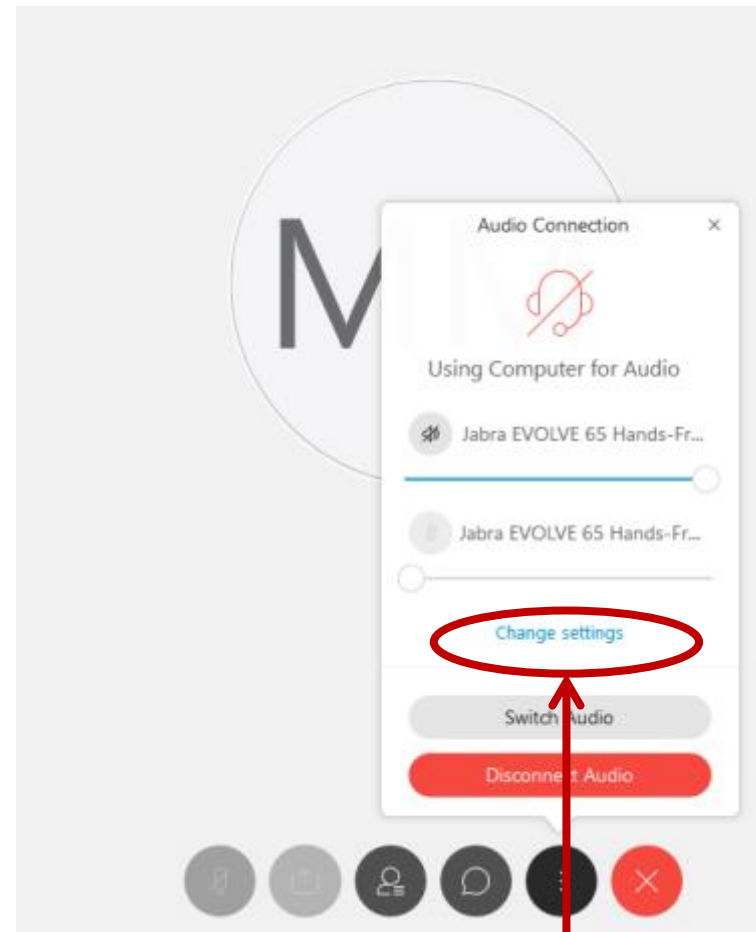 M
Audio Connection
Using Computer for Audio
Jabra EVOLVE 65 Hands-Fr...
Jabra EVOLVE 65 Hands-Fr...
Change settings
Switch Audio
Disconnect Audio